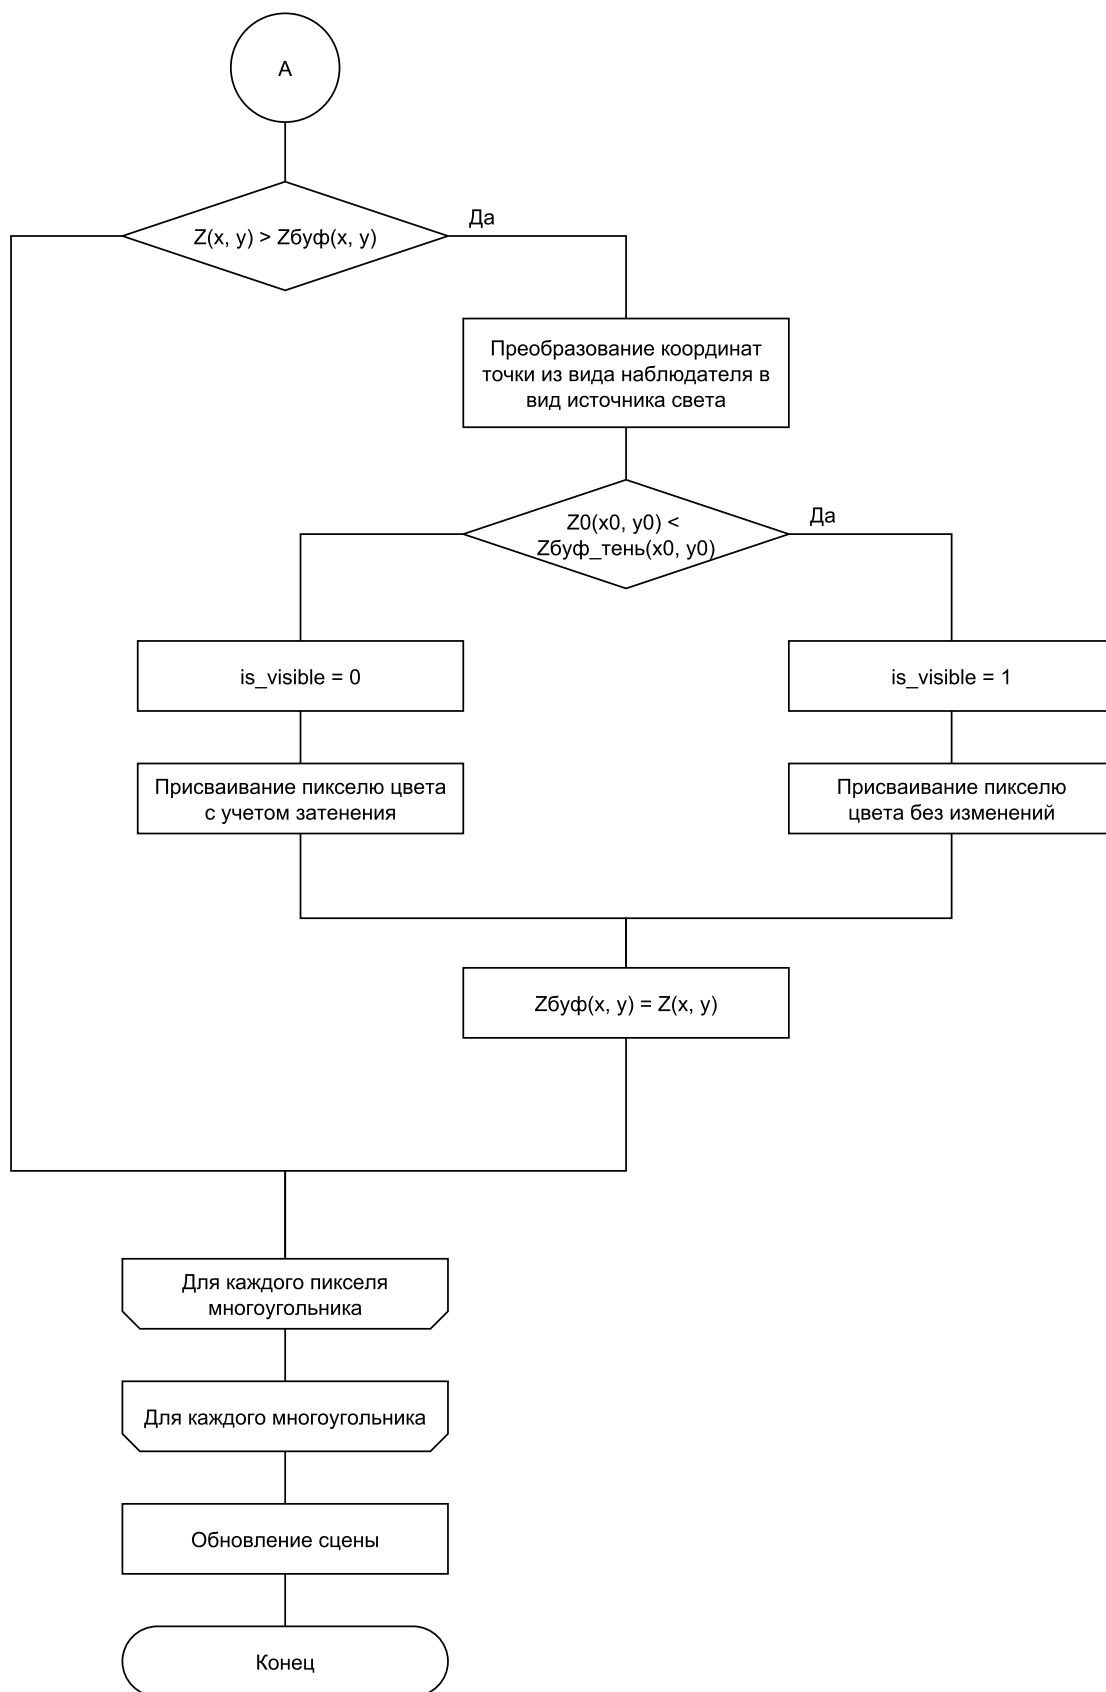 А
Z(x, y) > Zбуф(x, y)
Да
Преобразование координат
точки из вида наблюдателя в
вид источника света
Z0(x0, y0) <
Zбуф_тень(x0, y0)
Да
is_visible = 0
is_visible = 1
Присваивание пикселю цвета
с учетом затенения
Присваивание пикселю
цвета без изменений
Zбуф(x, y) = Z(x, y)
Для каждого пикселя
многоугольника
Для каждого многоугольника
Обновление сцены
Конец